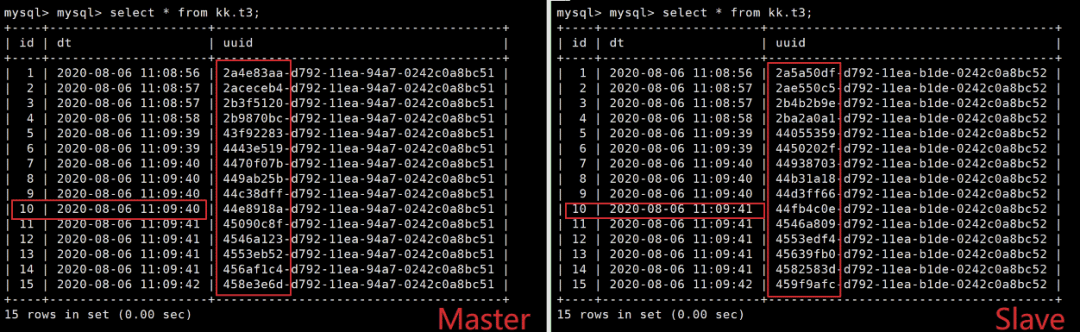 mysql> mysql> select * from kk.t3;
+----+---------------------+--------------------------------------+
| id | dt | uuid |
+----+---------------------+--------------------------------------+
| 1 | 2020-08-06 11:08:56 | 2a4e83aa-d792-11ea-94a7-0242c0a8bc51 |
| 2 | 2020-08-06 11:08:57 | 2aceceb4-d792-11ea-94a7-0242c0a8bc51 |
| 3 | 2020-08-06 11:08:57 | 2b3f5120-d792-11ea-94a7-0242c0a8bc51 |
| 4 | 2020-08-06 11:08:58 | 2b9870bc-d792-11ea-94a7-0242c0a8bc51 |
| 5 | 2020-08-06 11:09:39 | 43f92283-d792-11ea-94a7-0242c0a8bc51 |
| 6 | 2020-08-06 11:09:39 | 4443e519-d792-11ea-94a7-0242c0a8bc51 |
| 7 | 2020-08-06 11:09:40 | 4470f07b-d792-11ea-94a7-0242c0a8bc51 |
| 8 | 2020-08-06 11:09:40 | 449ab25b-d792-11ea-94a7-0242c0a8bc51 |
| 9 | 2020-08-06 11:09:40 | 44c38dff-d792-11ea-94a7-0242c0a8bc51 |
| 10 | 2020-08-06 11:09:40 | 44e8918a-d792-11ea-94a7-0242c0a8bc51 |
| 11 | 2020-08-06 11:09:41 | 45090c8f-d792-11ea-94a7-0242c0a8bc51 |
| 12 | 2020-08-06 11:09:41 | 4546a123-d792-11ea-94a7-0242c0a8bc51 |
| 13 | 2020-08-06 11:09:41 | 4553eb52-d792-11ea-94a7-0242c0a8bc51 |
| 14 | 2020-08-06 11:09:41 | 456af1c4-d792-11ea-94a7-0242c0a8bc51 |
| 15 | 2020-08-06 11:09:42 | 458e3e6d-d792-11ea-94a7-0242c0a8bc51 |
+----+---------------------+--------------------------------------+
15 rows in set (0.00 sec)
Master
mysql> mysql> select * from kk.t3;
+----+---------------------+--------------------------------------+
| id | dt | uuid |
+----+---------------------+--------------------------------------+
| 1 | 2020-08-06 11:08:56 | 2a5a50df-d792-11ea-b1de-0242c0a8bc52 |
| 2 | 2020-08-06 11:08:57 | 2ae550c5-d792-11ea-b1de-0242c0a8bc52 |
| 3 | 2020-08-06 11:08:57 | 2b4b2b9e-d792-11ea-b1de-0242c0a8bc52 |
| 4 | 2020-08-06 11:08:58 | 2ba2a0a1-d792-11ea-b1de-0242c0a8bc52 |
| 5 | 2020-08-06 11:09:39 | 44055359-d792-11ea-b1de-0242c0a8bc52 |
| 6 | 2020-08-06 11:09:39 | 4450202f-d792-11ea-b1de-0242c0a8bc52 |
| 7 | 2020-08-06 11:09:40 | 44938703-d792-11ea-b1de-0242c0a8bc52 |
| 8 | 2020-08-06 11:09:40 | 44b31a18-d792-11ea-b1de-0242c0a8bc52 |
| 9 | 2020-08-06 11:09:40 | 44d3ff66-d792-11ea-b1de-0242c0a8bc52 |
| 10 | 2020-08-06 11:09:41 | 44fb4c0e-d792-11ea-b1de-0242c0a8bc52 |
| 11 | 2020-08-06 11:09:41 | 4546a809-d792-11ea-b1de-0242c0a8bc52 |
| 12 | 2020-08-06 11:09:41 | 4553edf4-d792-11ea-b1de-0242c0a8bc52 |
| 13 | 2020-08-06 11:09:41 | 45639fb0-d792-11ea-b1de-0242c0a8bc52 |
| 14 | 2020-08-06 11:09:41 | 4582583d-d792-11ea-b1de-0242c0a8bc52 |
| 15 | 2020-08-06 11:09:42 | 459f9afc-d792-11ea-b1de-0242c0a8bc52 |
+----+---------------------+--------------------------------------+
15 rows in set (0.00 sec)
Slave